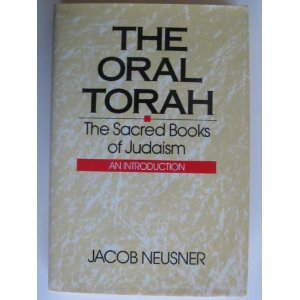 THE
ORAL
TORAH
The Sacred Books
of Judaism
AN INTRODUCTION
JACOB NEUSNER